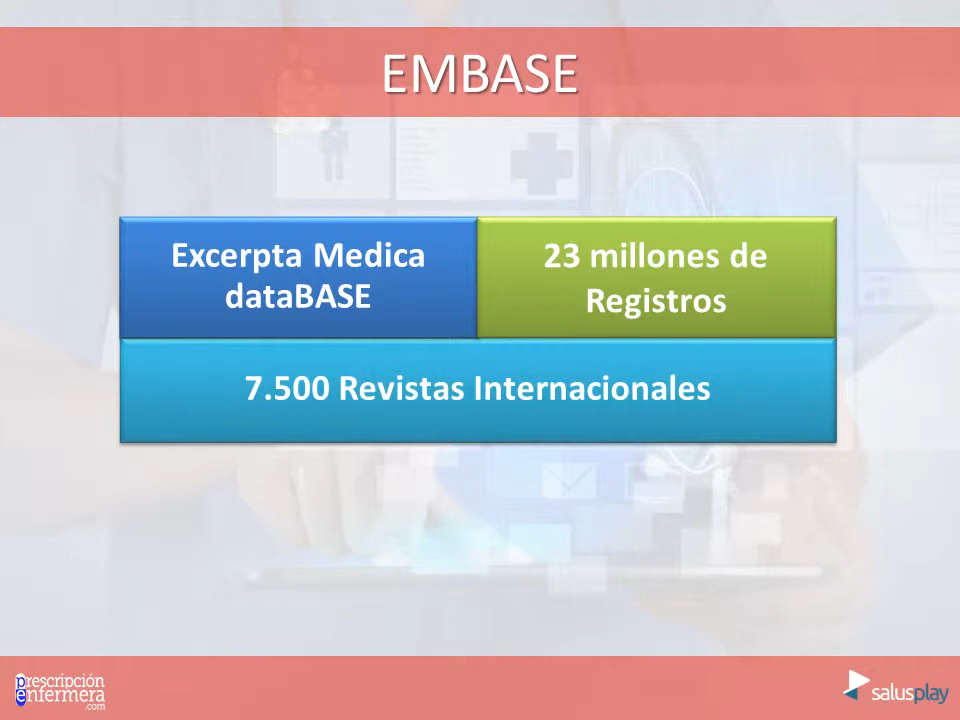 EMBASE
Excerpta Medica
dataBASE
23 millones de
Registros
7.500 Revistas Internacionales
prescripción
enfermera
.com
salusplay